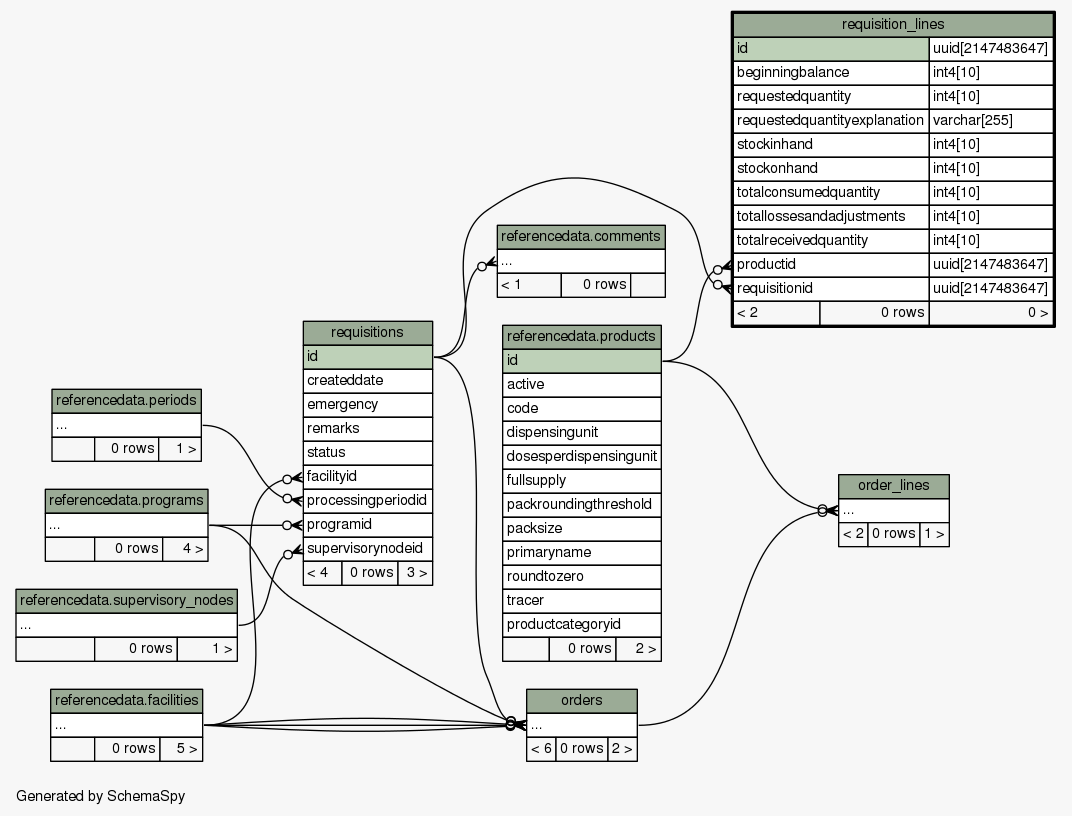 requisition_lines
id uuid[2147483647]
beginningbalance int4[10]
requestedquantity int4[10]
requestedquantityexplanation varchar[255]
stockinhand int4[10]
stockonhand int4[10]
totalconsumedquantity int4[10]
totallossesandadjustments int4[10]
totalreceivedquantity int4[10]
productid uuid[2147483647]
requisitionid uuid[2147483647]
< 2 0 rows 0 >
referencedata.comments
...
< 1 0 rows
requisitions
id
createddate
emergency
remarks
status
facilityid
processingperiodid
programid
supervisorynodeid
< 4 0 rows 3 >
referencedata.products
id
active
code
dispensingunit
dosesperdispensingunit
fullsupply
packroundingthreshold
packsize
primaryname
roundtozero
tracer
productcategoryid
0 rows 2 >
referencedata.periods
...
0 rows 1 >
referencedata.programs
...
0 rows 4 >
referencedata.supervisory_nodes
...
0 rows 1 >
referencedata.facilities
...
0 rows 5 >
order_lines
...
< 2 0 rows 1 >
orders
...
< 6 0 rows 2 >
Generated by SchemaSpy